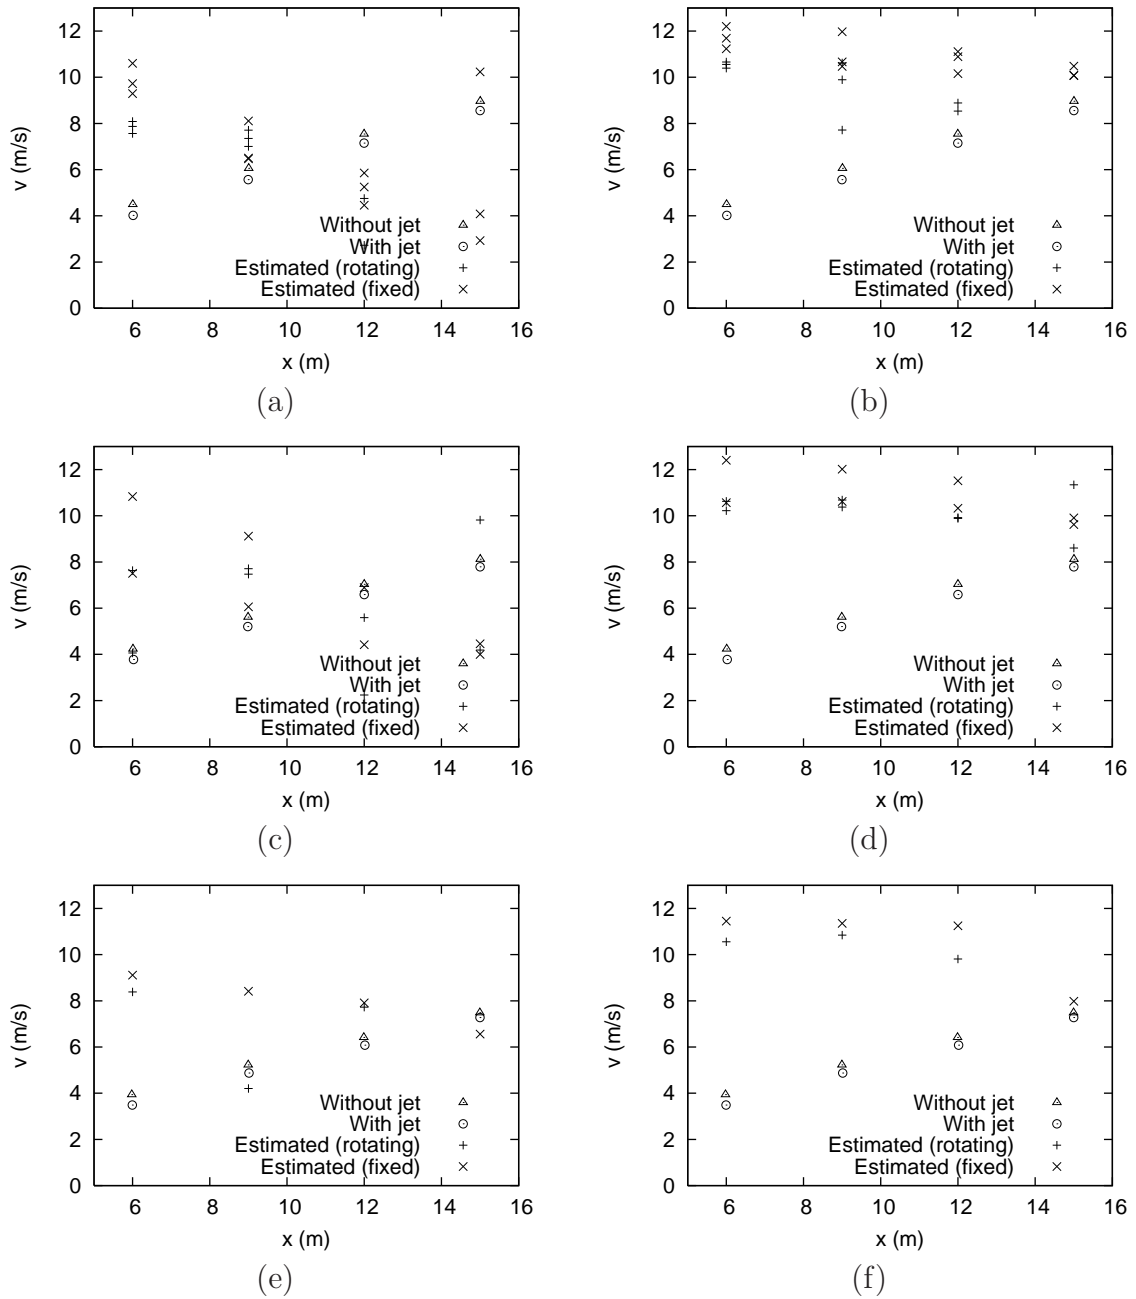 12
10
8
6
4
2
0
v (m/s)
6 8 10 12 14 16
x (m)
Without jet
With jet
Estimated (rotating)
Estimated (fixed)
(a)
12
10
8
6
4
2
0
v (m/s)
6 8 10 12 14 16
x (m)
Without jet
With jet
Estimated (rotating)
Estimated (fixed)
(b)
12
10
8
6
4
2
0
v (m/s)
6 8 10 12 14 16
x (m)
Without jet
With jet
Estimated (rotating)
Estimated (fixed)
(c)
12
10
8
6
4
2
0
v (m/s)
6 8 10 12 14 16
x (m)
Without jet
With jet
Estimated (rotating)
Estimated (fixed)
(d)
12
10
8
6
4
2
0
v (m/s)
6 8 10 12 14 16
x (m)
Without jet
With jet
Estimated (rotating)
Estimated (fixed)
(e)
12
10
8
6
4
2
0
v (m/s)
6 8 10 12 14 16
x (m)
Without jet
With jet
Estimated (rotating)
Estimated (fixed)
(f)